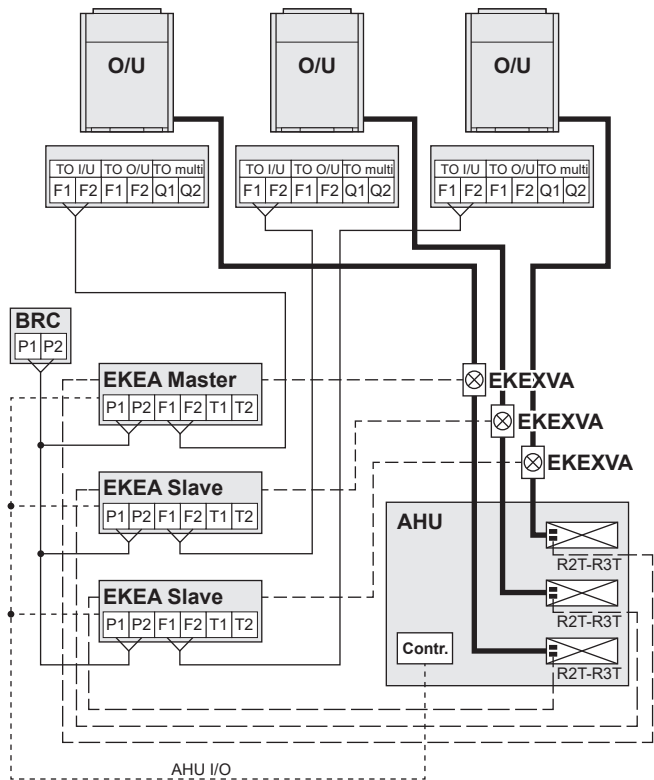 O/U O/U O/U
TO I/U TO O/U TO multi TO I/U TO O/U TO multi TO I/U TO O/U TO multi
F1 F2 F1 F2 Q1 Q2 F1 F2 F1 F2 Q1 Q2 F1 F2 F1 F2 Q1 Q2
BRC
P1 P2
EKEA Master
P1 P2 F1 F2 T1 T2
EKEXVA
EKEXVA
EKEXVA
EKEA Slave
P1 P2 F1 F2 T1 T2
EKEA Slave
P1 P2 F1 F2 T1 T2
AHU
R2T-R3T
R2T-R3T
R2T-R3T
Contr.
AHU I/O